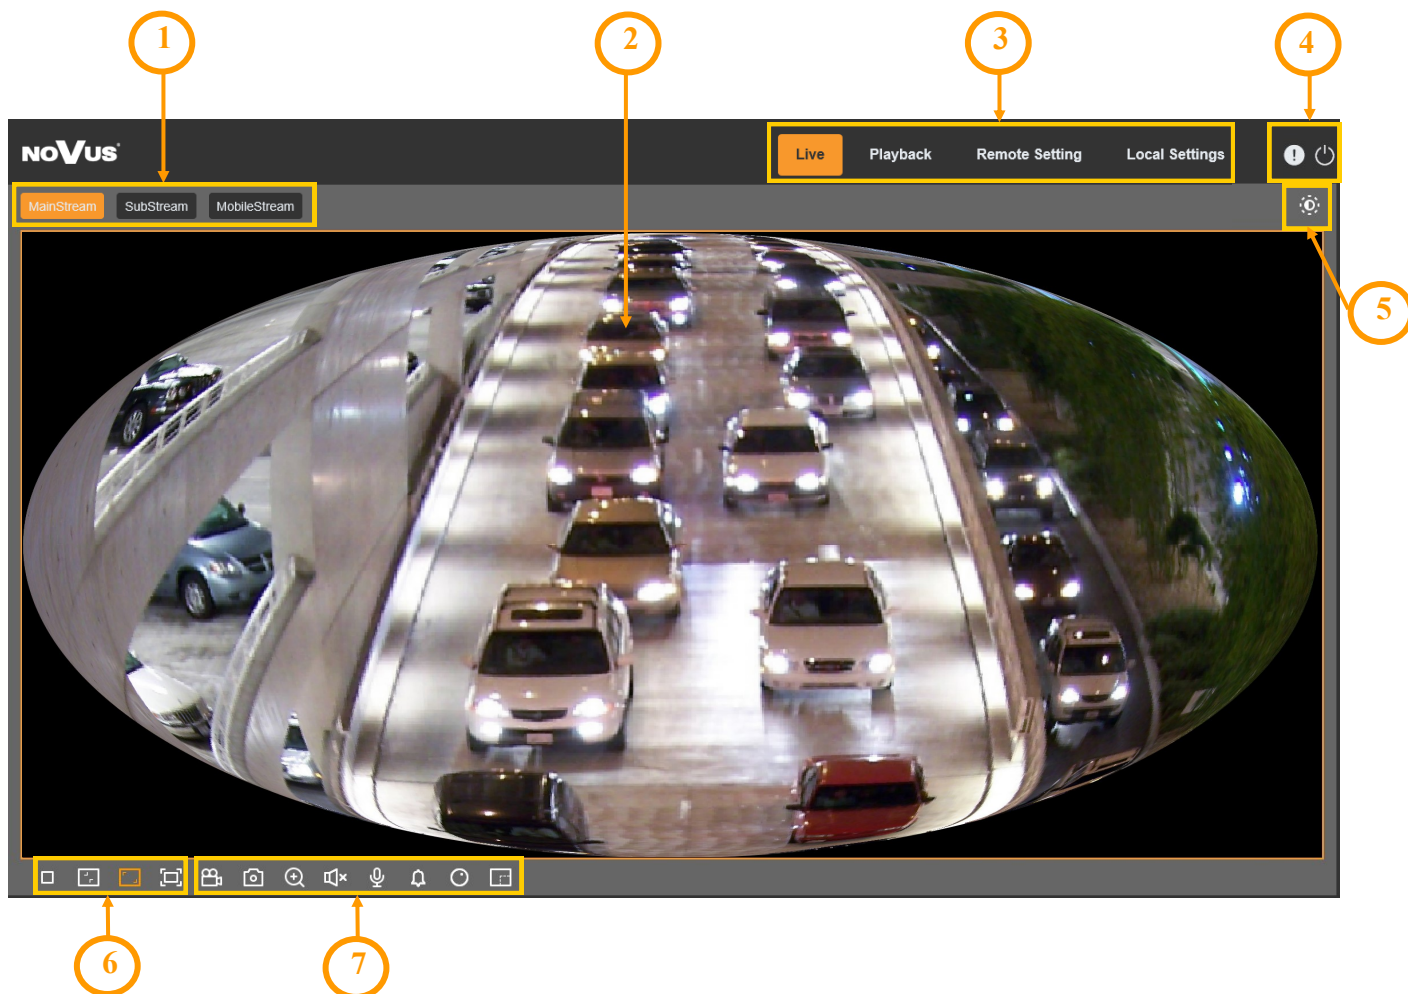 1
2
3
4
NOVUS
Live
Playback
Remote Setting
Local Settings
MainStream
SubStream
MobileStream
5
6
7